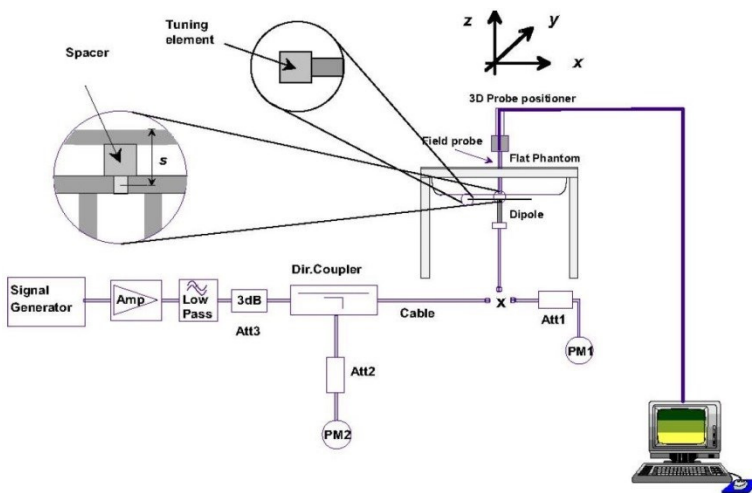 Tuning
element
Spacer
s
z
y
x
3D Probe positioner
Field probe
Flat Phantom
Dipole
Dir.Coupler
Signal
Generator
Amp
Low
Pass
3dB
Att3
Cable
x
Att1
PM1
Att2
PM2